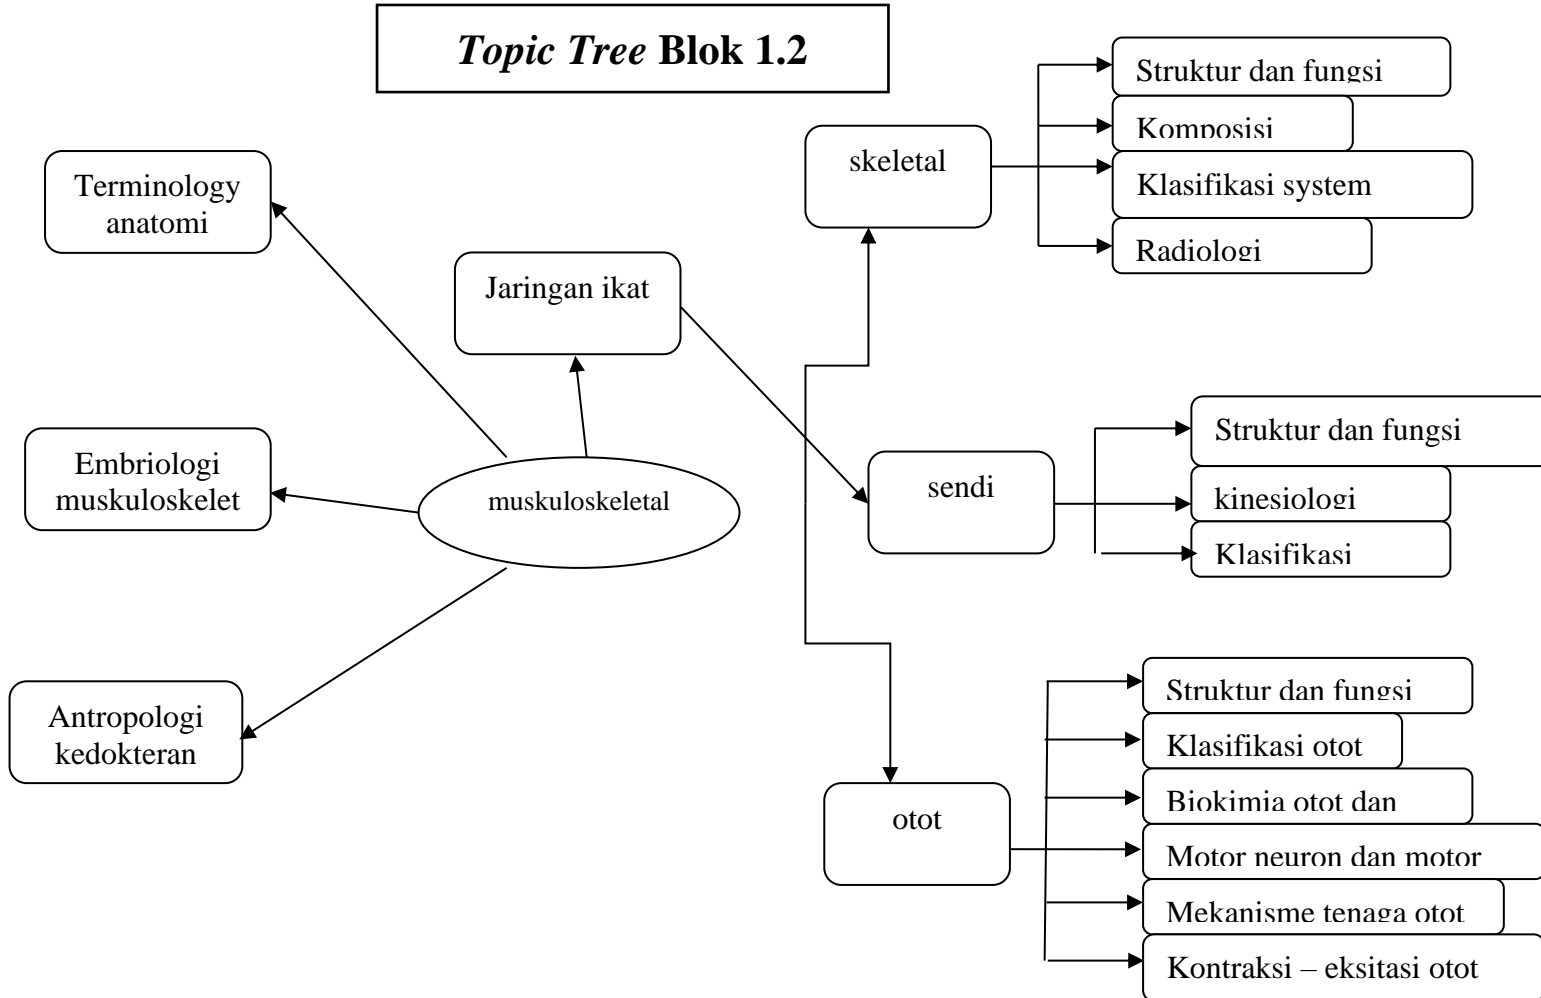 Topic Tree Blok 1.2
Terminology
anatomi
Embriologi
muskuloskelet
Antropologi
kedokteran
Jaringan ikat
muskuloskeletal
skeletal
Struktur dan fungsi
Komposisi
Klasifikasi system
Radiologi
sendi
Struktur dan fungsi
kinesiologi
Klasifikasi
otot
Struktur dan fungsi
Klasifikasi otot
Biokimia otot dan
Motor neuron dan motor
Mekanisme tenaga otot
Kontraksi – eksitasi otot